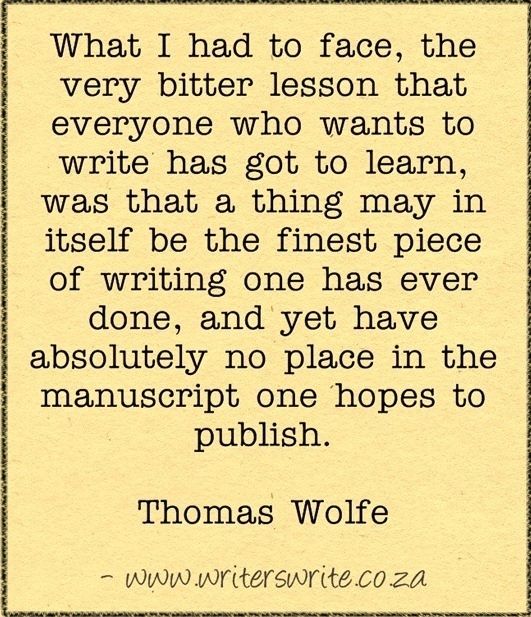 What I had to face, the
very bitter lesson that
everyone who wants to
write has got to learn,
was that a thing may in
itself be the finest piece
of writing one has ever
done, and yet have
absolutely no place in the
manuscript one hopes to
publish.
Thomas Wolfe
- www.writerswrite.co.za